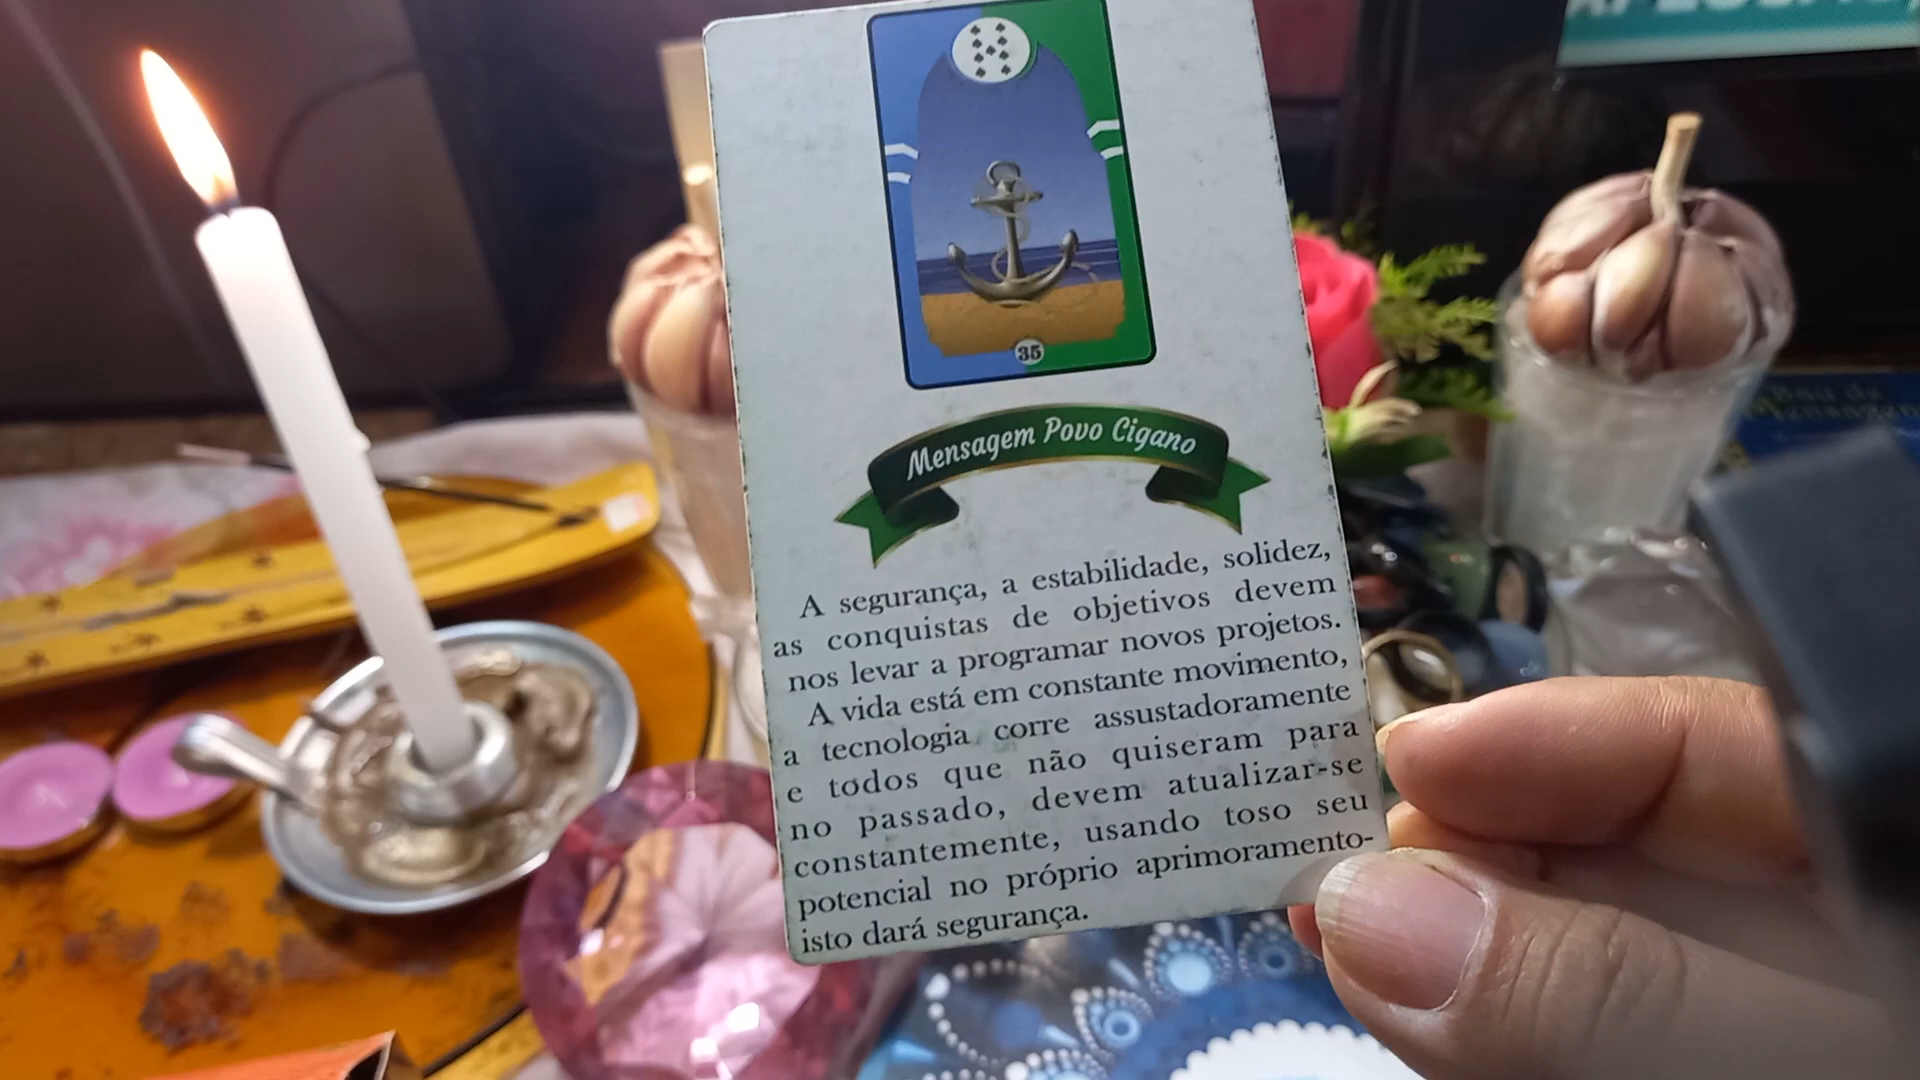 35
Mensagem Povo Cigano
A segurança, a estabilidade, solidez,
as conquistas de objetivos devem
nos levar a programar novos projetos.
A vida está em constante movimento,
a tecnologia corre assustadoramente
e todos que não quiseram para
no passado, devem atualizar-se
constantemente, usando toso seu
potencial no próprio aprimoramento-
isto dará segurança.